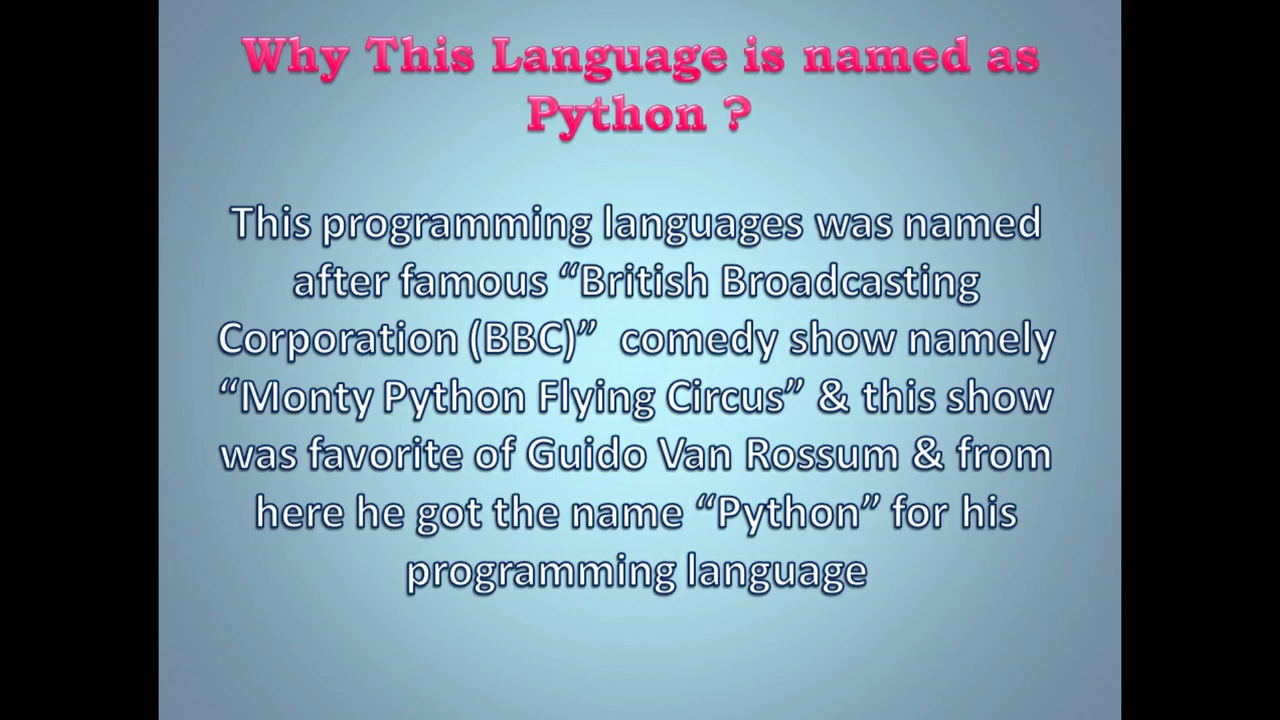 Why This Language is named as
Python ?
This programming languages was named
after famous “British Broadcasting
Corporation (BBC)” comedy show namely
“Monty Python Flying Circus” & this show
was favorite of Guido Van Rossum & from
here he got the name “Python” for his
programming language